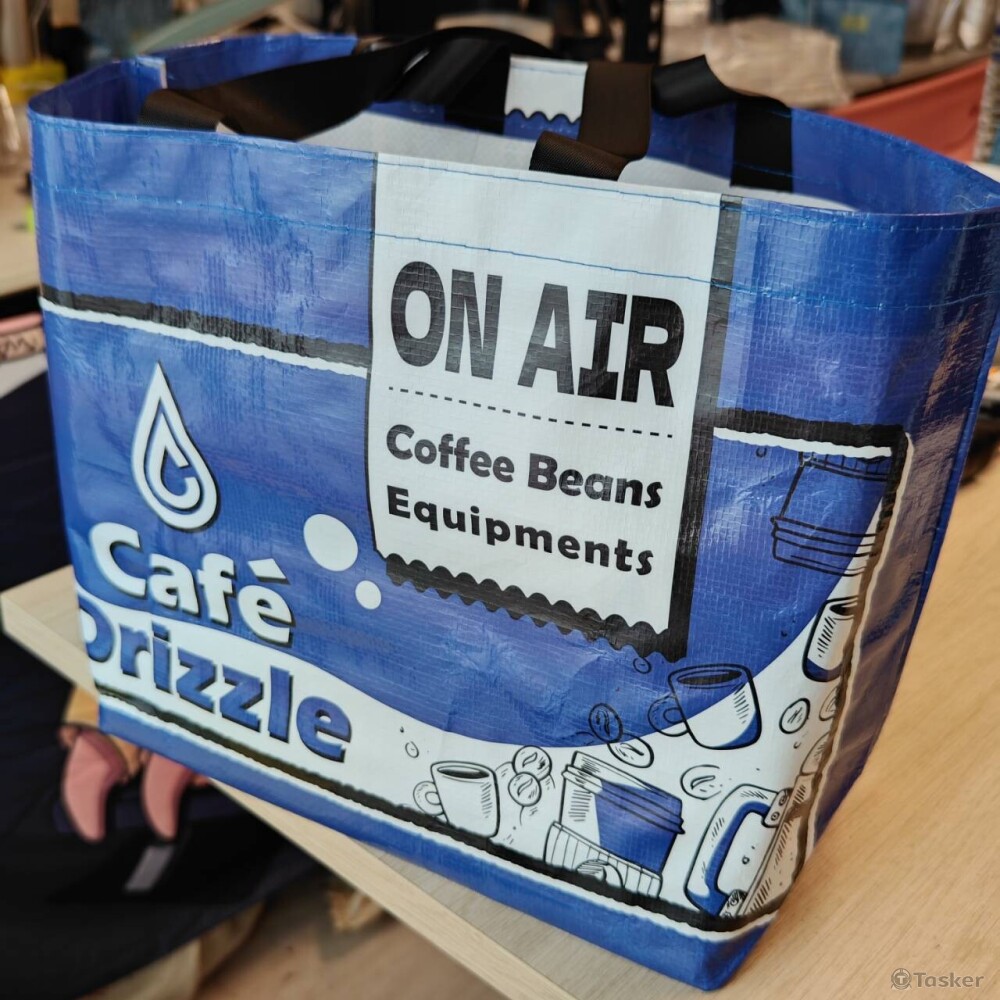 ON AIR
Coffee Beans
Equipments
Café
Drizzle
Tasker